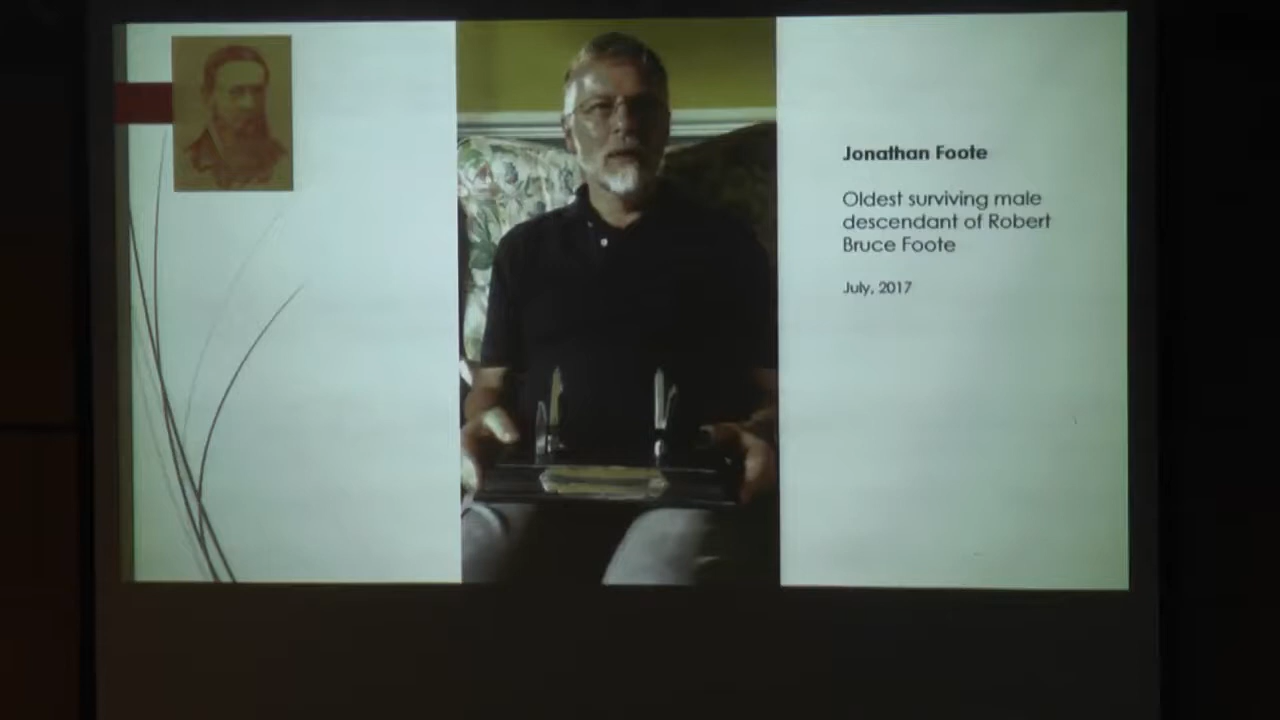 Jonathan Foote
Oldest surviving male
descendant of Robert
Bruce Foote
July, 2017